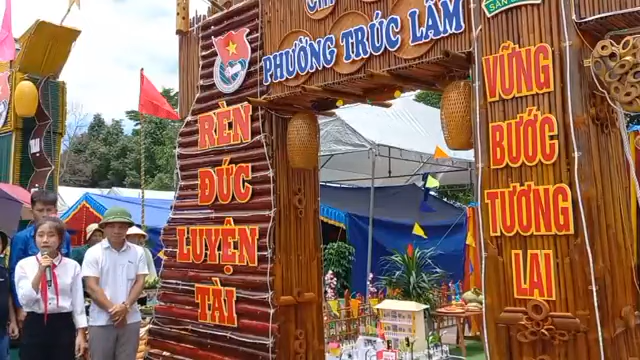 PHƯỜNG TRÚC LÂM
RÈN
ĐỨC
LUYỆN
TÀI
VỮNG
BƯỚC
TƯƠNG
LAI